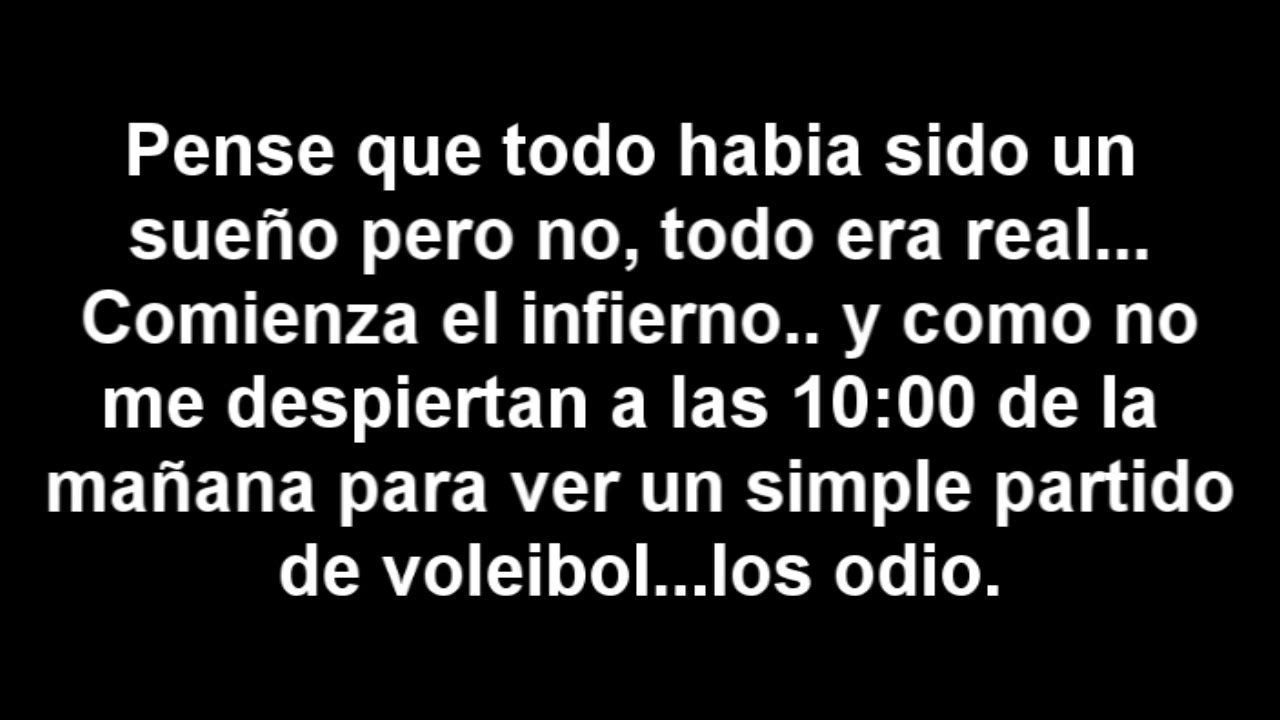 Pense que todo habia sido un
sueño pero no, todo era real...
Comienza el infierno.. y como no
me despiertan a las 10:00 de la
mañana para ver un simple partido
de voleibol...los odio.